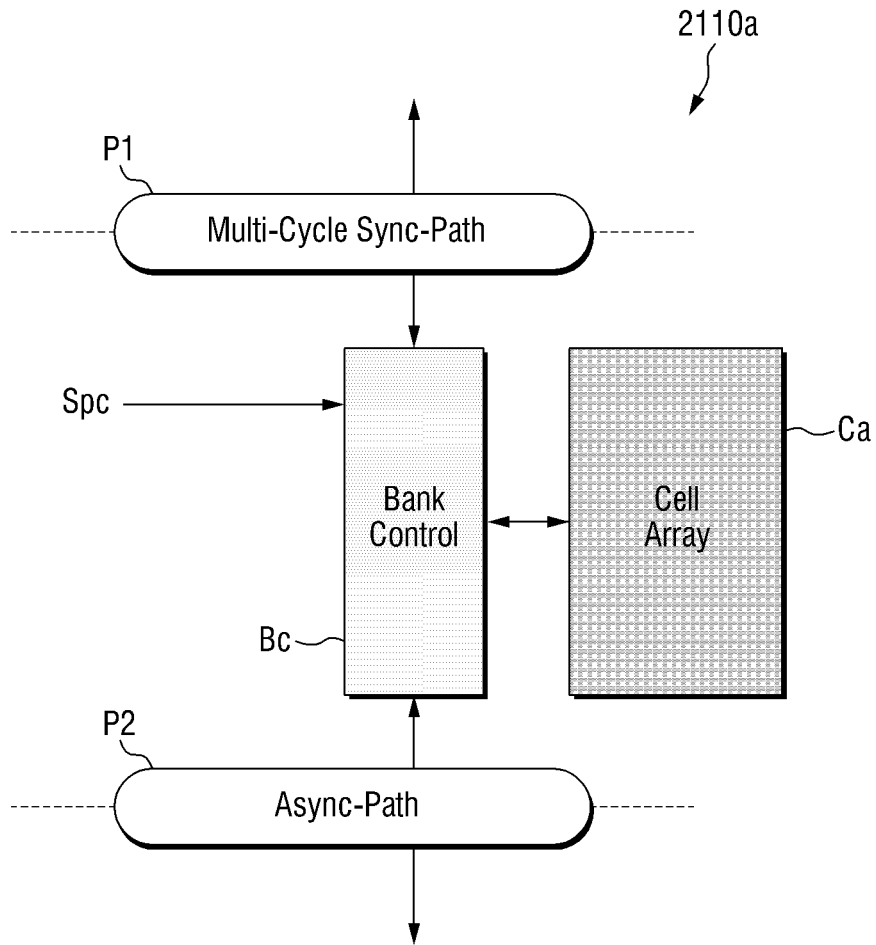 2110a
P1
Multi-Cycle Sync-Path
Spc
Ca
Bank
Control
Cell
Array
Bc
P2
Async-Path